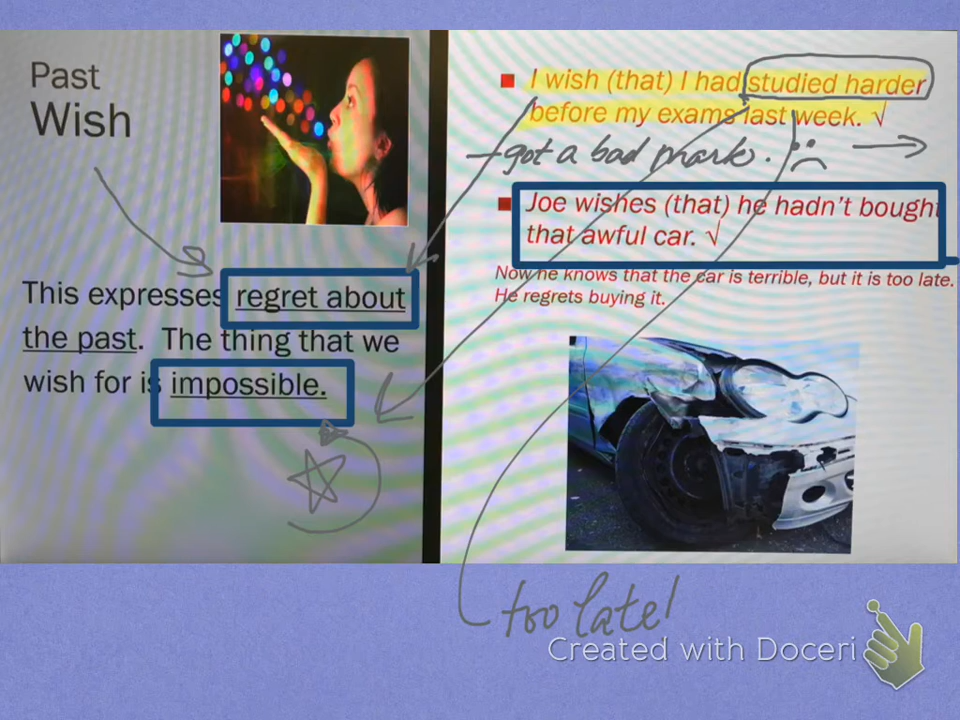 Past
Wish
This expresses regret about
the past. The thing that we
wish for is impossible.
I wish (that) I had studied harder
before my exams last week. √
got a bad mark. :(
Joe wishes (that) he hadn't bought
that awful car. √
Now he knows that the car is terrible, but it is too late.
He regrets buying it.
too late!
Created with Doceri